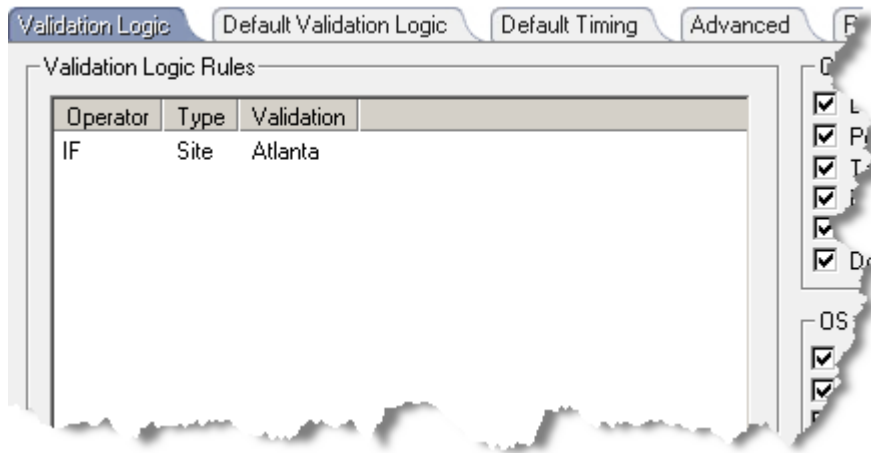 Validation Logic Default Validation Logic Default Timing Advanced
Validation Logic Rules
Operator Type Validation
IF Site Atlanta
OS